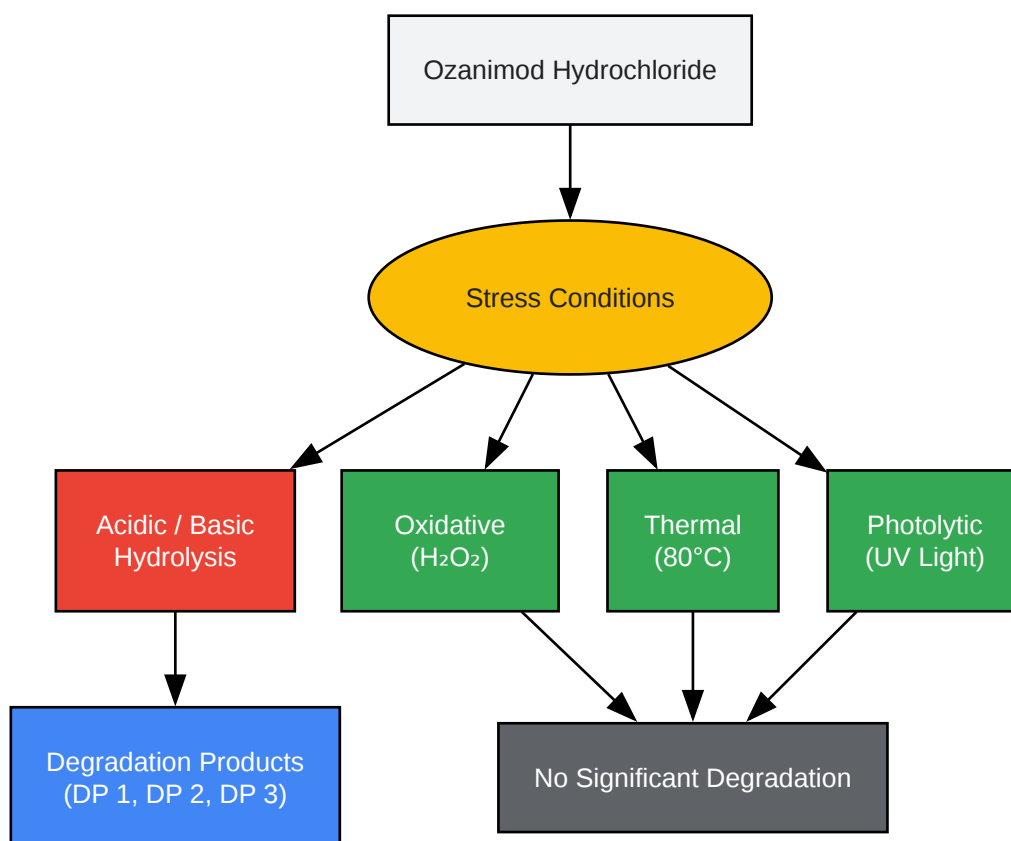 Ozanimod Hydrochloride
Stress Conditions
Acidic / Basic
Hydrolysis
Oxidative
(H₂O₂)
Thermal
(80°C)
Photolytic
(UV Light)
Degradation Products
(DP 1, DP 2, DP 3)
No Significant Degradation